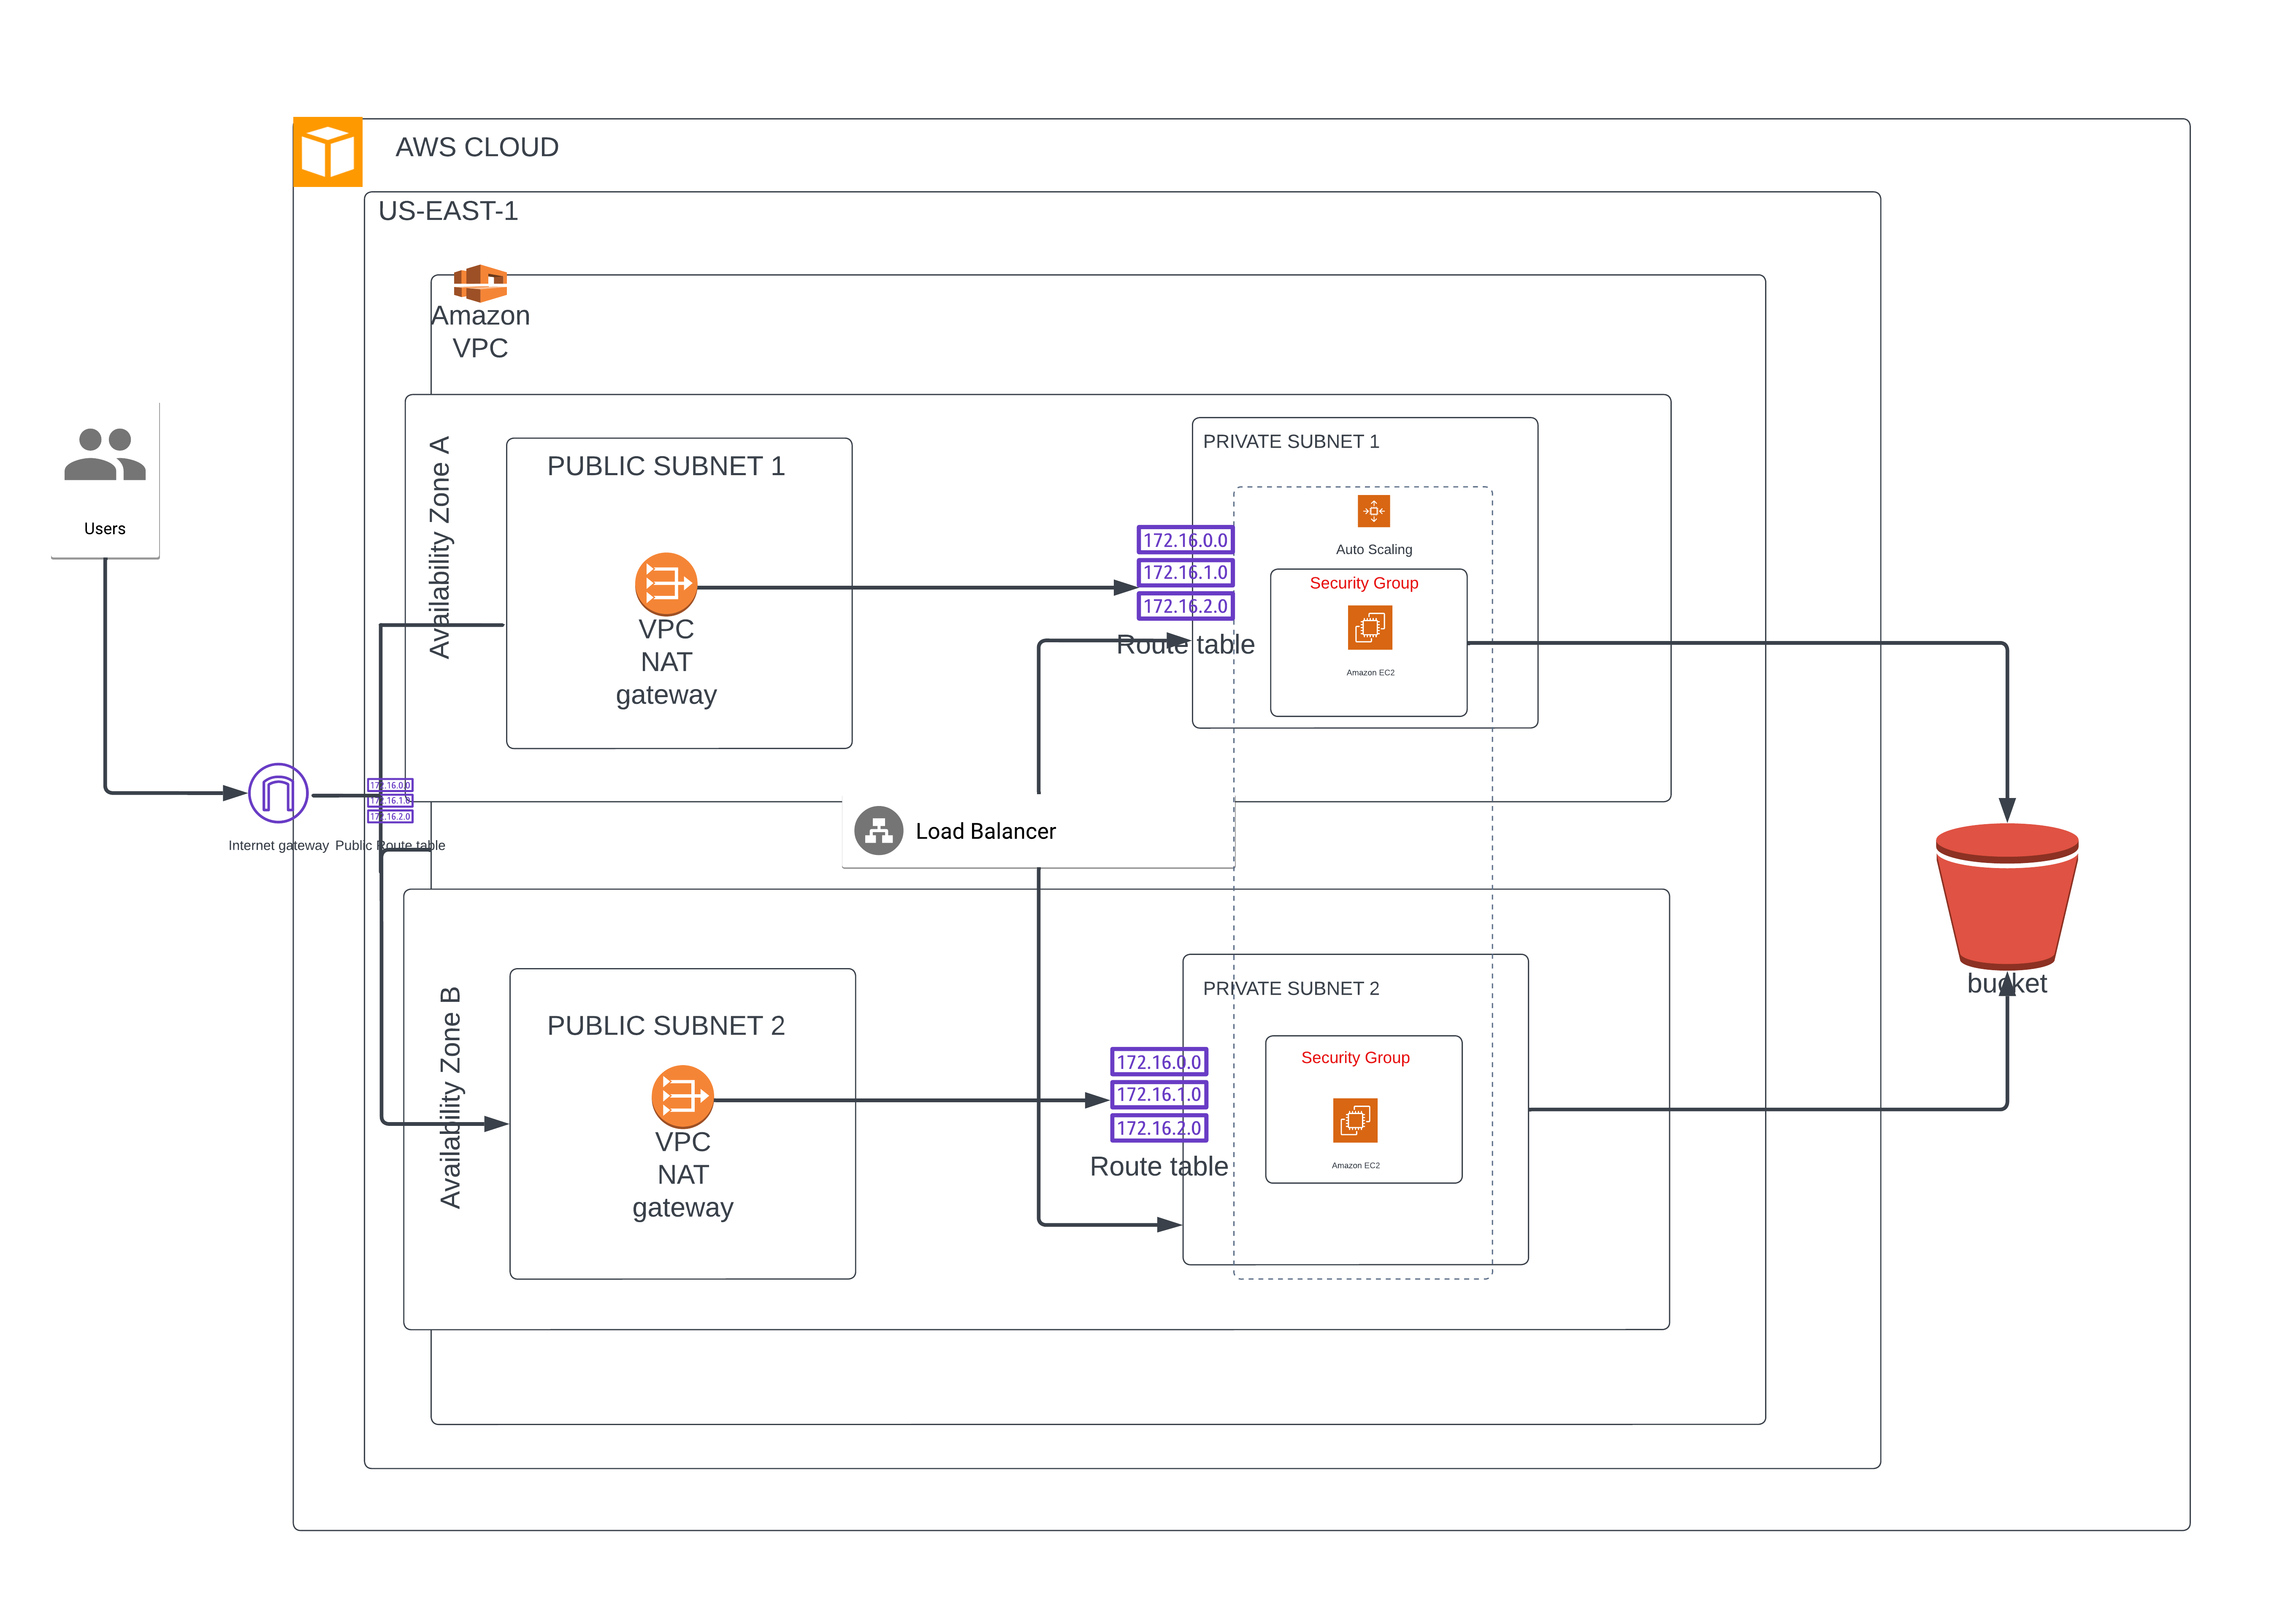 AWS CLOUD
US-EAST-1
Amazon
VPC
Users
Availability Zone A
PUBLIC SUBNET 1
VPC
NAT
gateway
PRIVATE SUBNET 1
Auto Scaling
172.16.0.0
172.16.1.0
172.16.2.0
Route table
Security Group
Amazon EC2
172.16.0.0
172.16.1.0
172.16.2.0
Internet gateway
Public Route table
Load Balancer
bucket
Availability Zone B
PUBLIC SUBNET 2
VPC
NAT
gateway
PRIVATE SUBNET 2
172.16.0.0
172.16.1.0
172.16.2.0
Route table
Security Group
Amazon EC2